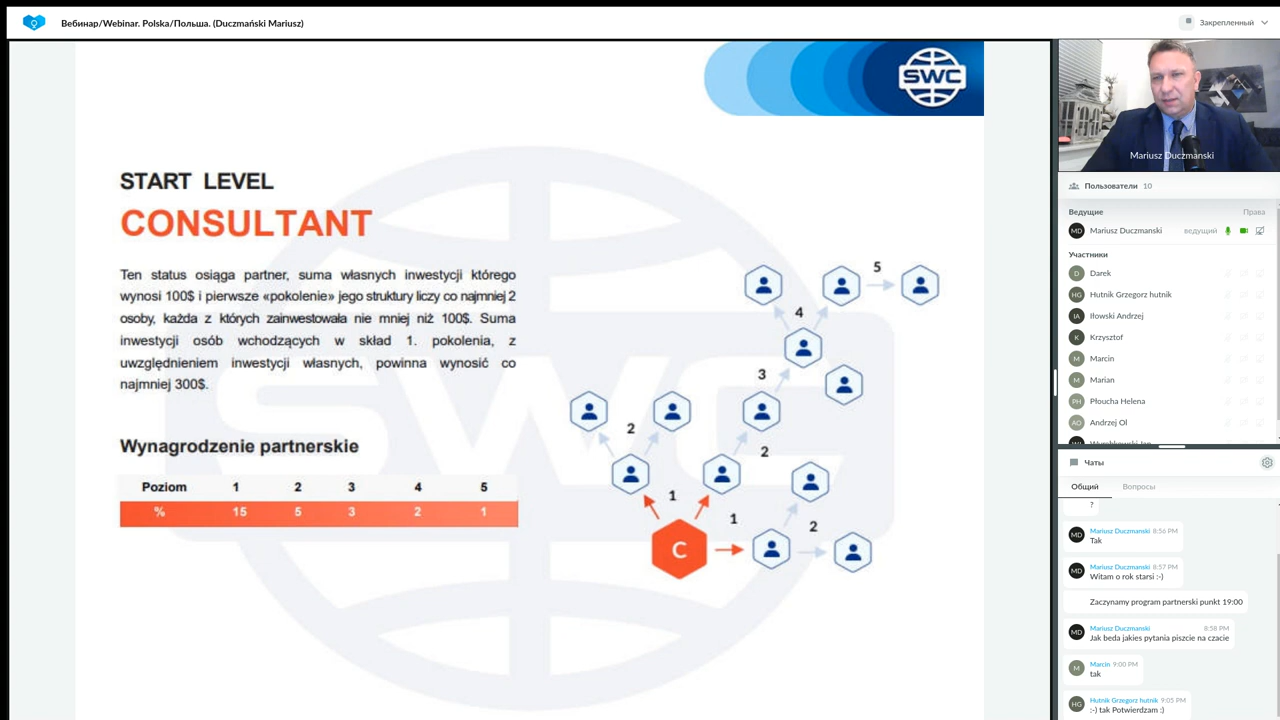 Вебинар/Webinar. Polska/Польша. (Duczmański Mariusz)
Закрепленный
SWC
START LEVEL
CONSULTANT
Ten status osiąga partner, suma własnych inwestycji którego
wynosi 100$ i pierwsze «pokolenie» jego struktury liczy co najmniej 2
osoby, każda z których zainwestowała nie mniej niż 100$. Suma
inwestycji osób wchodzących w skład 1. pokolenia, z
uwzględnieniem inwestycji własnych, powinna wynosić co
najmniej 300$.
Wynagrodzenie partnerskie
Poziom 1 2 3 4 5
% 15 5 3 2 1
5
4
3
2
2
1
1
2
C
SWC
Mariusz Duczmanski
Пользователи 10
Ведущие Права
MD Mariusz Duczmanski ведущий
Участники
D Darek
HG Hutnik Grzegorz hutnik
IA Iłowski Andrzej
K Krzysztof
M Marcin
M Marian
PH Płoucha Helena
AO Andrzej Ol
Чаты
Общий Вопросы
?
MD Mariusz Duczmanski 8:56 PM
Tak
MD Mariusz Duczmanski 8:57 PM
Witam o rok starsi :-)
Zaczynamy program partnerski punkt 19:00
MD Mariusz Duczmanski 8:58 PM
Jak beda jakies pytania piszcie na czacie
M Marcin 9:00 PM
tak
HG Hutnik Grzegorz hutnik 9:05 PM
:-) tak Potwierdzam :)